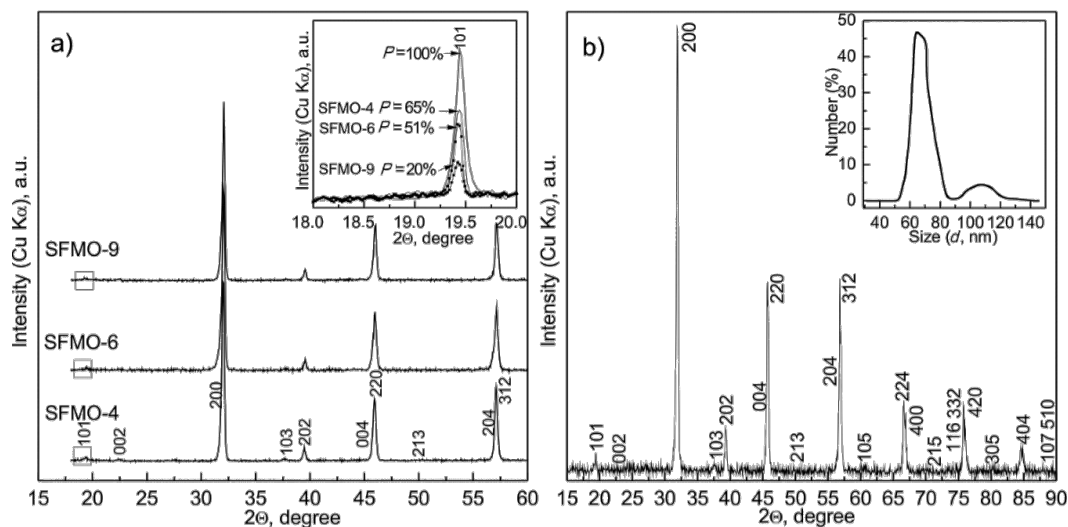 a)
Intensity (Cu Kα), a.u.
SFMO-9
SFMO-6
SFMO-4
101
002
200
103
202
004
220
213
204
312
15 20 25 30 35 40 45 50 55 60
2Θ, degree
Intensity (Cu Kα), a.u.
101
P=100%
SFMO-4 P=65%
SFMO-6 P=51%
SFMO-9 P=20%
18.0 18.5 19.0 19.5 20.0
2Θ, degree
b)
Intensity (Cu Kα), a.u.
101
002
200
103
202
004
220
213
204
312
105
224
400
215
116 332
420
305
404
107 510
15 20 25 30 35 40 45 50 55 60 65 70 75 80 85 90
2Θ, degree
Number (%)
50
40
30
20
10
0
40 60 80 100 120 140
Size (d, nm)